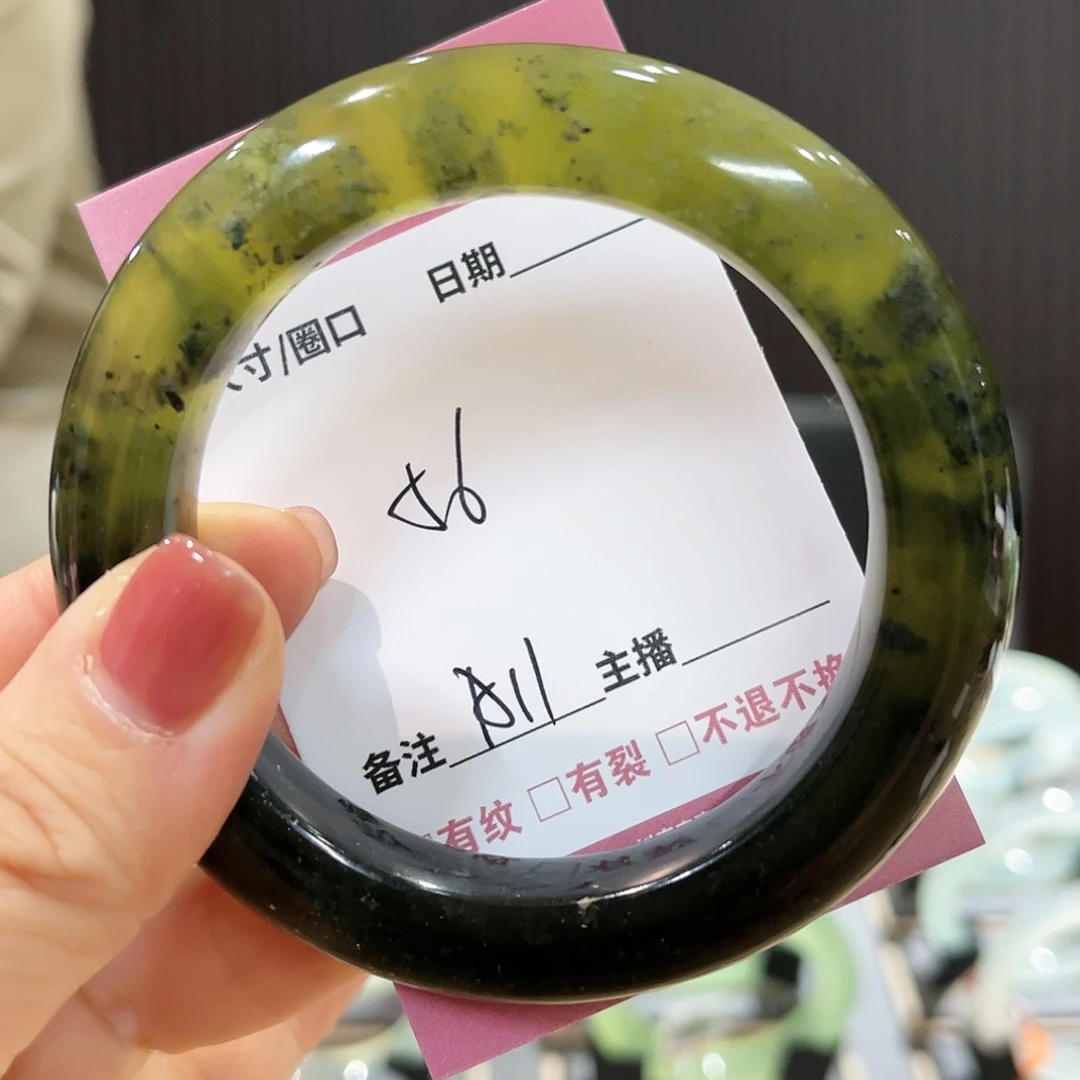 日期
寸/圈口
56
A11
主播
备注
有纹 □有裂 □不退不换